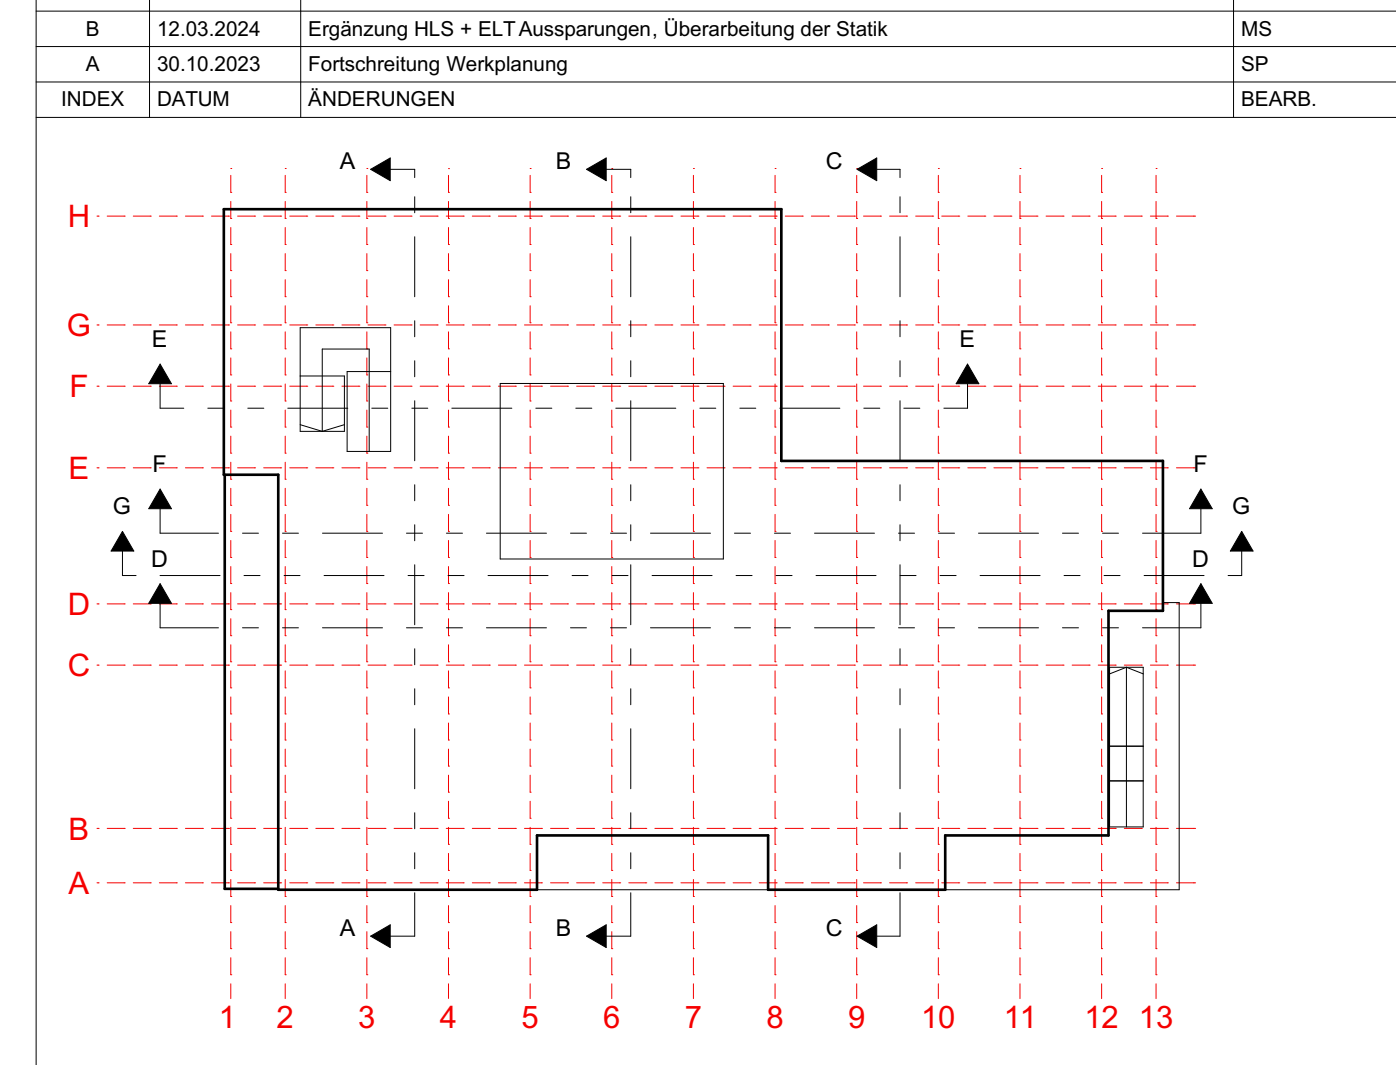 B 12.03.2024 Ergänzung HLS + ELT Aussparungen, Überarbeitung der Statik MS
A 30.10.2023 Fortschreitung Werkplanung SP
INDEX DATUM ÄNDERUNGEN BEARB.
A B C
H
G
E E
F
E
F F
G G
D D
D
C
B
A
A B C
1 2 3 4 5 6 7 8 9 10 11 12 13